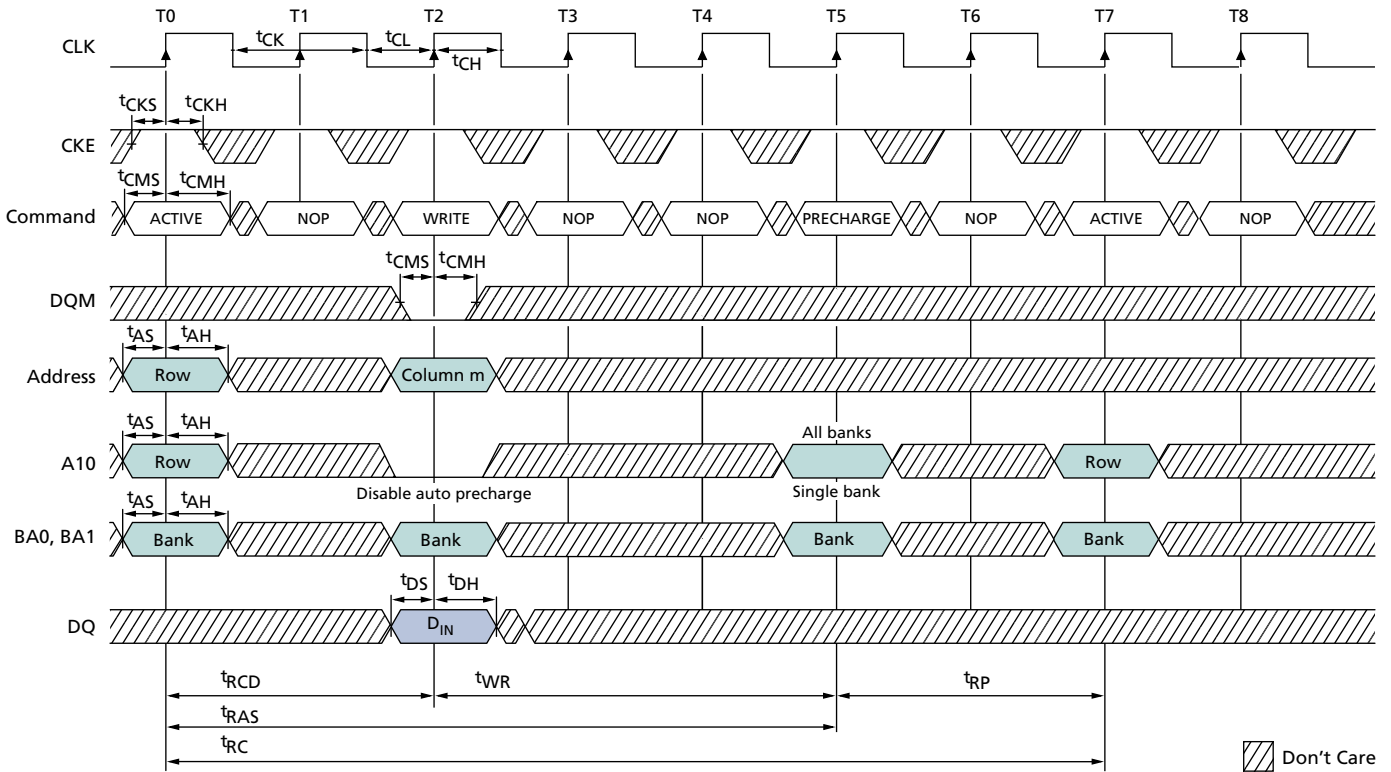 T0 T1 T2 T3 T4 T5 T6 T7 T8
CLK
tCK tCL
tCH
tCKS tCKH
CKE
tCMS tCMH
Command ACTIVE NOP WRITE NOP NOP PRECHARGE NOP ACTIVE NOP
tCMS tCMH
DQM
tAS tAH
Address Row Column m
tAS tAH All banks
A10 Row Row
Disable auto precharge Single bank
tAS tAH
BA0, BA1 Bank Bank Bank Bank
tDS tDH
DQ DIN
tRCD tWR tRP
tRAS
tRC
Don't Care